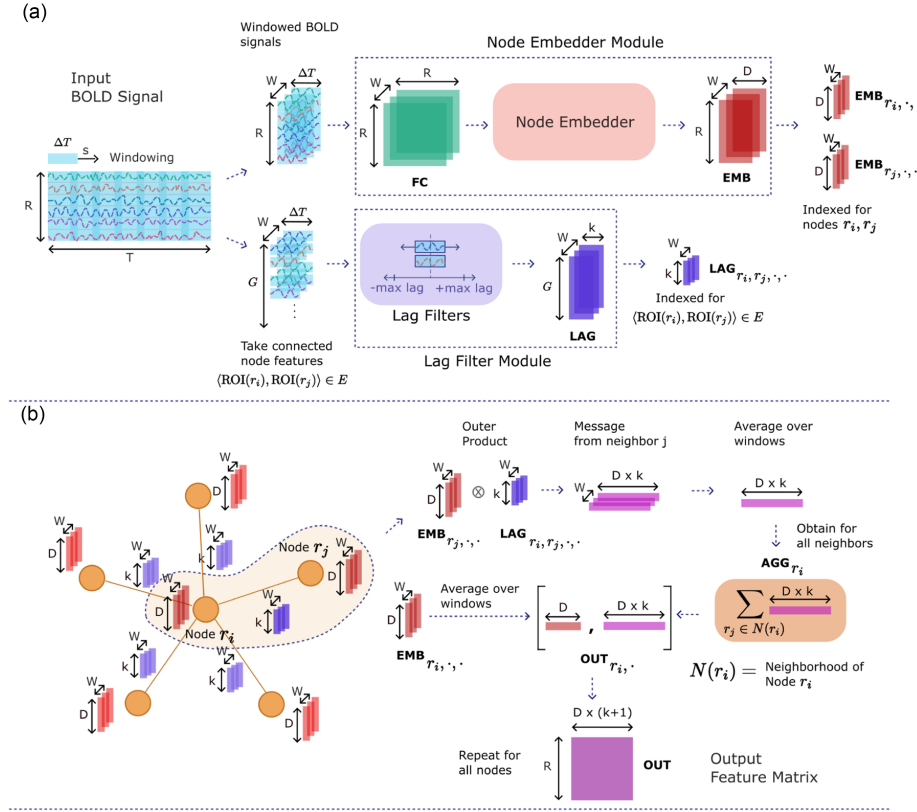 (a)
Windowed BOLD
signals
Node Embedder Module
Input
BOLD Signal
ΔT
s
Windowing
R
T
W
ΔT
R
W
R
R
FC
Node Embedder
W
D
R
EMB
W
D
EMB r_i,·,
W
D
EMB r_j,·,·
Indexed for
nodes r_i, r_j
W
ΔT
G
⋮
Take connected
node features
⟨ROI(r_i), ROI(r_j)⟩ ∈ E
-max lag
+max lag
Lag Filters
W
k
G
LAG
Lag Filter Module
W
k
LAG r_i, r_j,·,·
Indexed for
⟨ROI(r_i), ROI(r_j)⟩ ∈ E
(b)
W
D
W
D
W
k
W
k
Node r_j
W
D
W
D
W
k
Node r_i
W
k
W
k
W
D
W
D
Outer
Product
Message
from neighbor j
Average over
windows
W
D
⊗
W
k
EMB r_j,·,·
LAG r_i, r_j,·,·
W
D x k
D x k
Obtain for
all neighbors
AGG r_i
∑ r_j ∈ N(r_i)
D x k
N(r_i) = Neighborhood of
Node r_i
W
D
EMB r_i,·,·
Average over
windows
[ D , D x k ]
OUT r_i,·
Repeat for
all nodes
D x (k+1)
R
OUT
Output
Feature Matrix